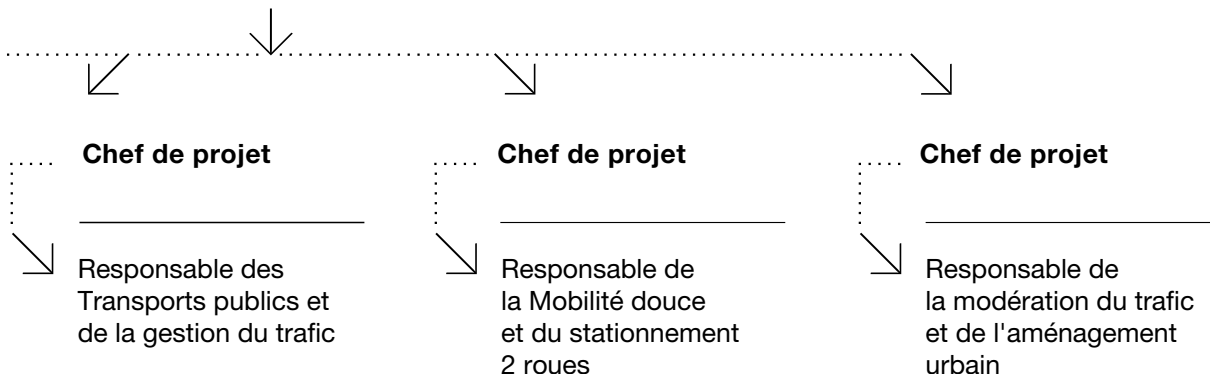 Chef de projet
Responsable des
Transports publics et
de la gestion du trafic
Chef de projet
Responsable de
la Mobilité douce
et du stationnement
2 roues
Chef de projet
Responsable de
la modération du trafic
et de l'aménagement
urbain